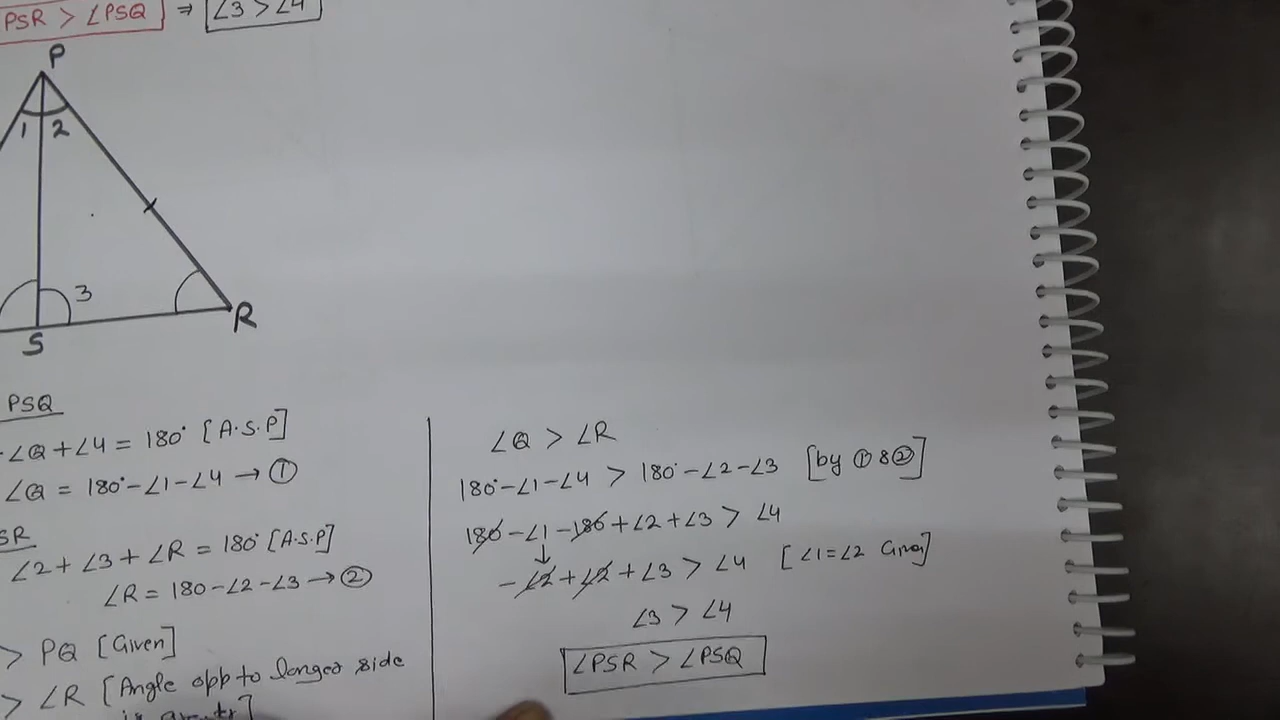 PSR > ∠PSQ ⇒ ∠3 > ∠4
P
1 2
3
S
R
PSQ
∠Q + ∠4 = 180° [A.S.P]
∠Q = 180° - ∠1 - ∠4 → ①
SR
∠2 + ∠3 + ∠R = 180° [A.S.P]
∠R = 180 - ∠2 - ∠3 → ②
> PQ [Given]
> ∠R [Angle opp to longer side
∠Q > ∠R
180° - ∠1 - ∠4 > 180° - ∠2 - ∠3 [by ① & ②]
180 - ∠1 - 180 + ∠2 + ∠3 > ∠4
- ∠2 + ∠2 + ∠3 > ∠4 [∠1 = ∠2 Given]
∠3 > ∠4
∠PSR > ∠PSQ